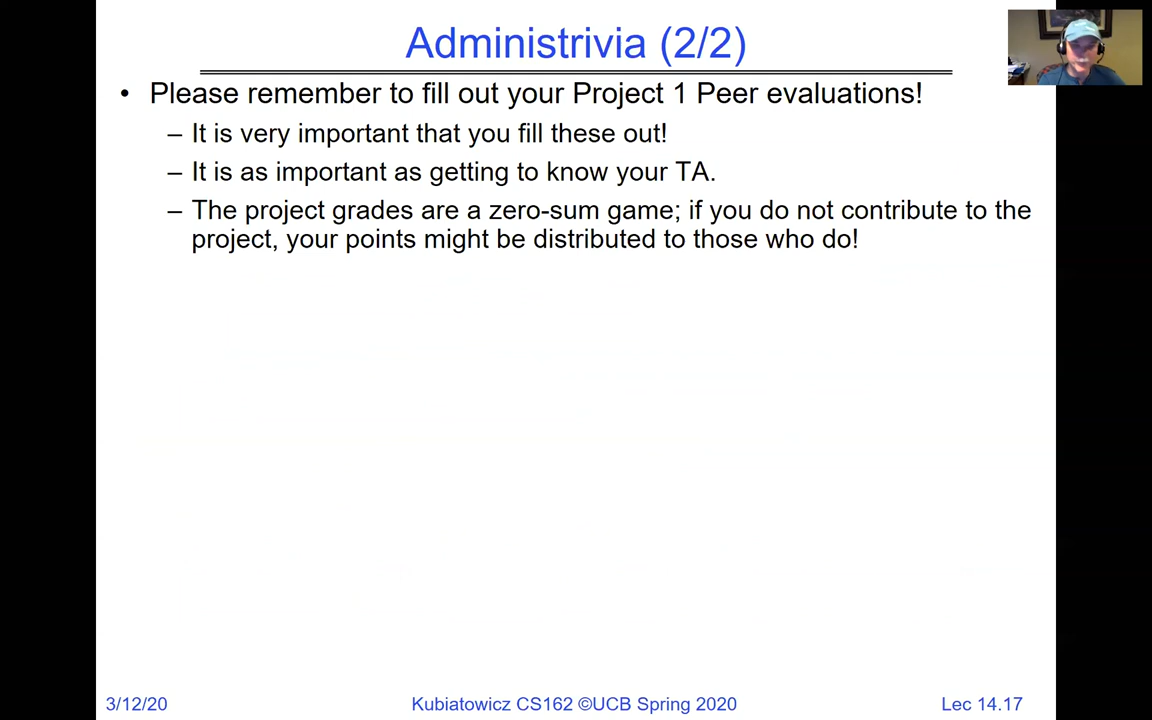 Administrivia (2/2)
• Please remember to fill out your Project 1 Peer evaluations!
– It is very important that you fill these out!
– It is as important as getting to know your TA.
– The project grades are a zero-sum game; if you do not contribute to the
project, your points might be distributed to those who do!
3/12/20
Kubiatowicz CS162 ©UCB Spring 2020
Lec 14.17